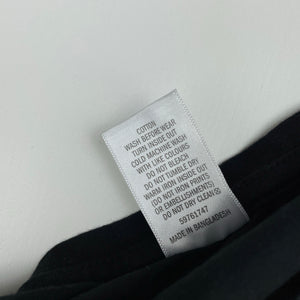 COTTON
WASH BEFORE WEAR
TURN INSIDE OUT
COLD MACHINE WASH
WITH LIKE COLOURS
DO NOT BLEACH
DO NOT TUMBLE DRY
WARM IRON INSIDE OUT
(DO NOT IRON PRINTS
OR EMBELLISHMENTS)
DO NOT DRY CLEAN
59761747
MADE IN BANGLADESH